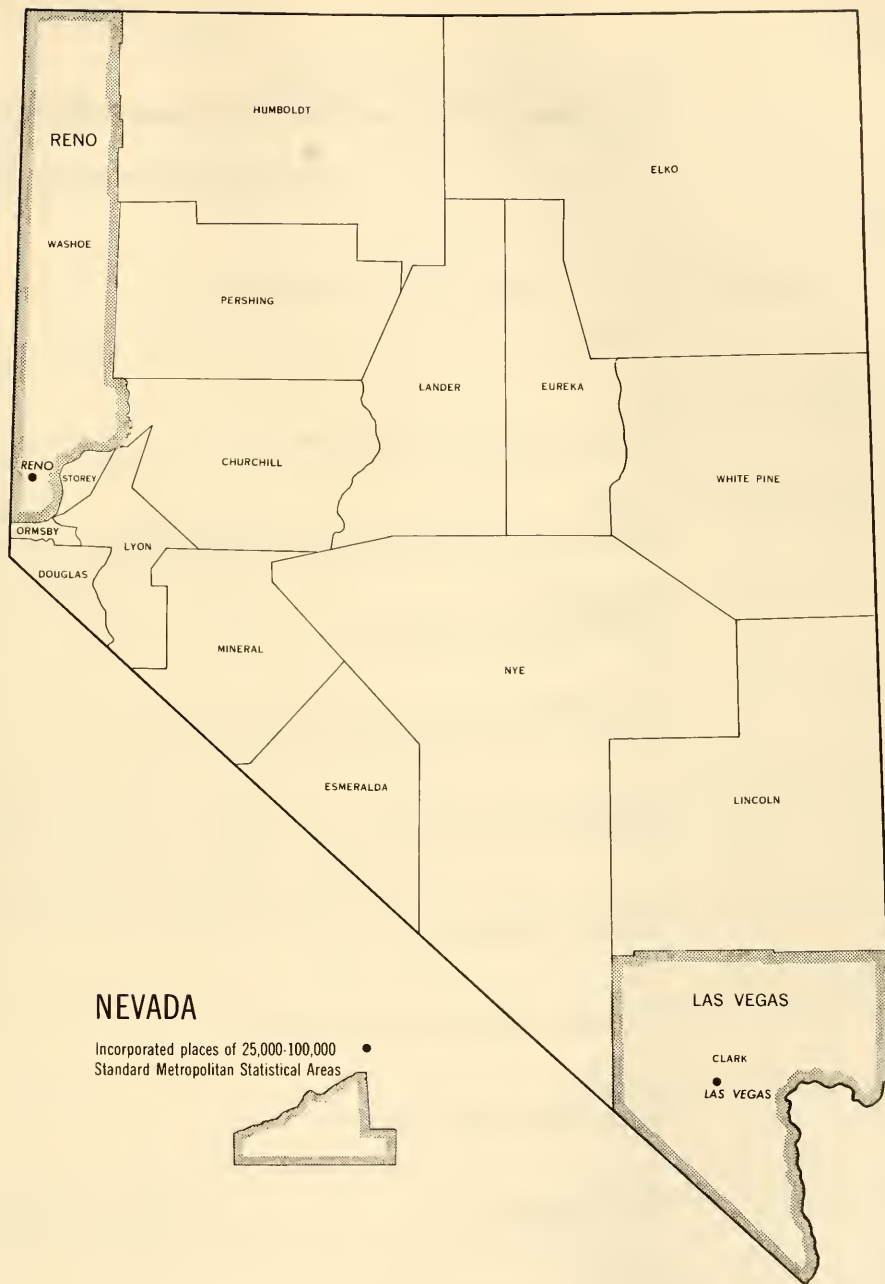 HUMBOLDT
RENO
ELKO
WASHOE
PERSHING
LANDER
EUREKA
CHURCHILL
RENO
STOREY
WHITE PINE
ORMSBY
LYON
DOUGLAS
MINERAL
NYE
ESMERALDA
LINCOLN
NEVADA
Incorporated places of 25,000-100,000
Standard Metropolitan Statistical Areas
LAS VEGAS
CLARK
LAS VEGAS